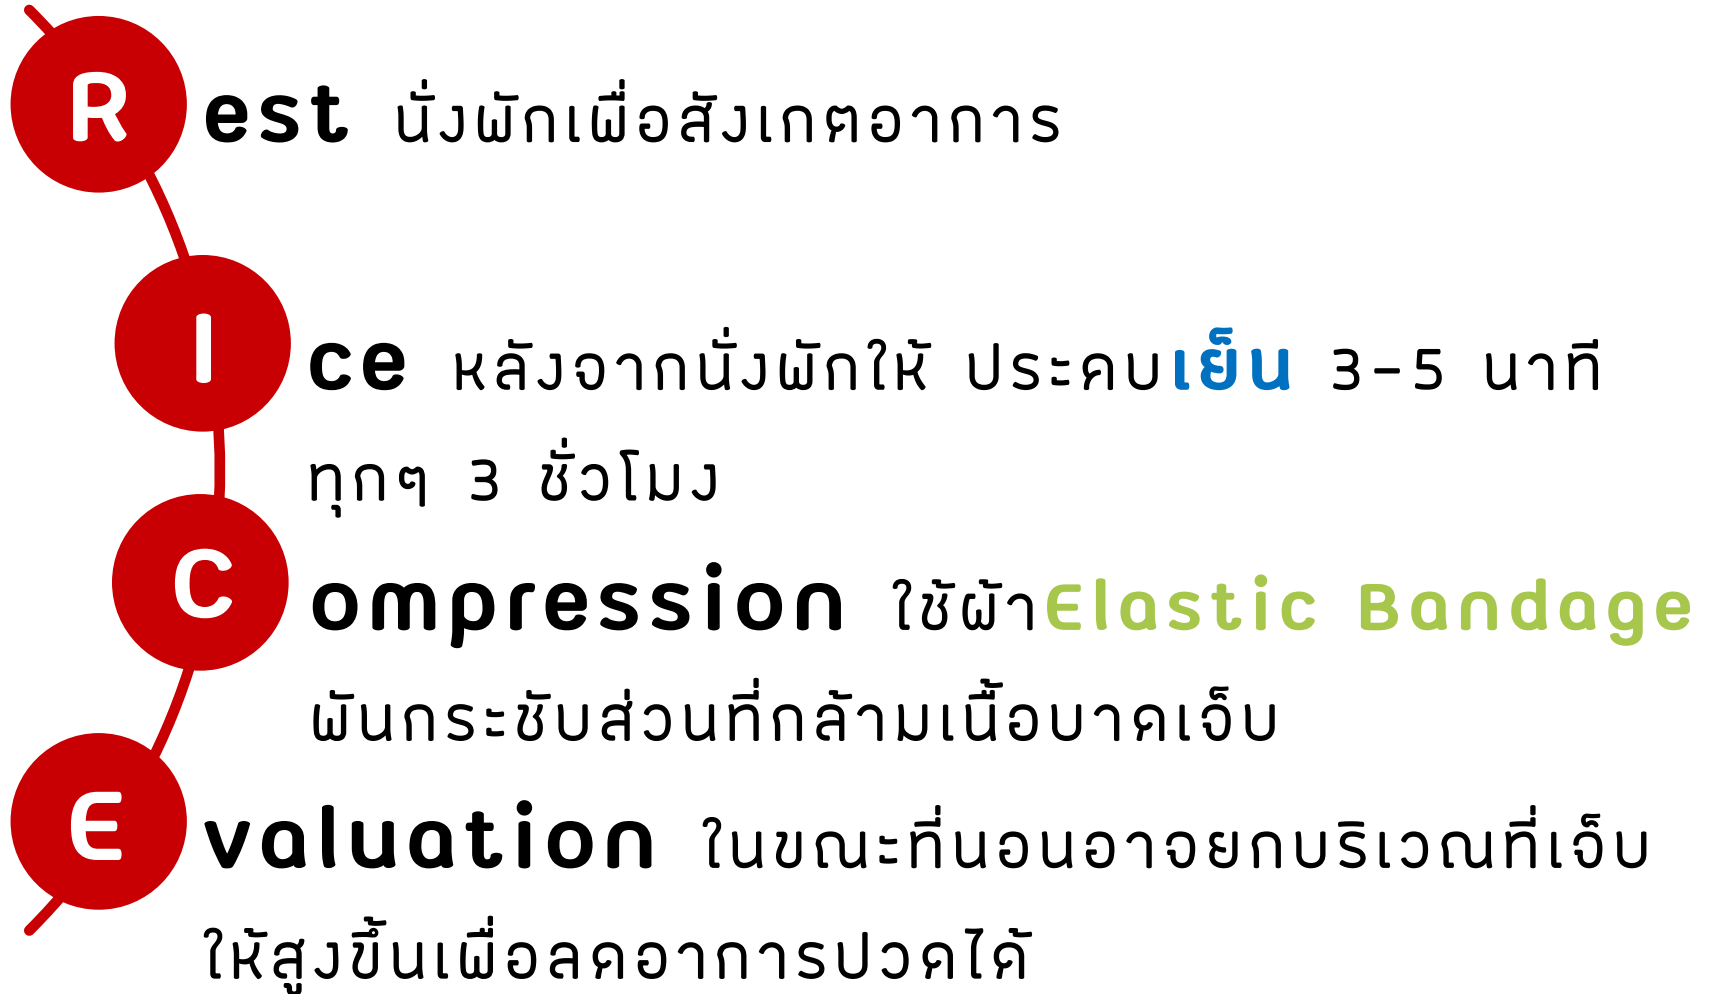 Rest นั่งพักเพื่อสังเกตอาการ
Ice หลังจากนั่งพักให้ ประคบเย็น 3-5 นาที
ทุกๆ 3 ชั่วโมง
Compression ใช้ผ้าElastic Bandage
พันกระชับส่วนที่กล้ามเนื้อบาดเจ็บ
Evaluation ในขณะที่นอนอาจยกบริเวณที่เจ็บ
ให้สูงขึ้นเพื่อลดอาการปวดได้